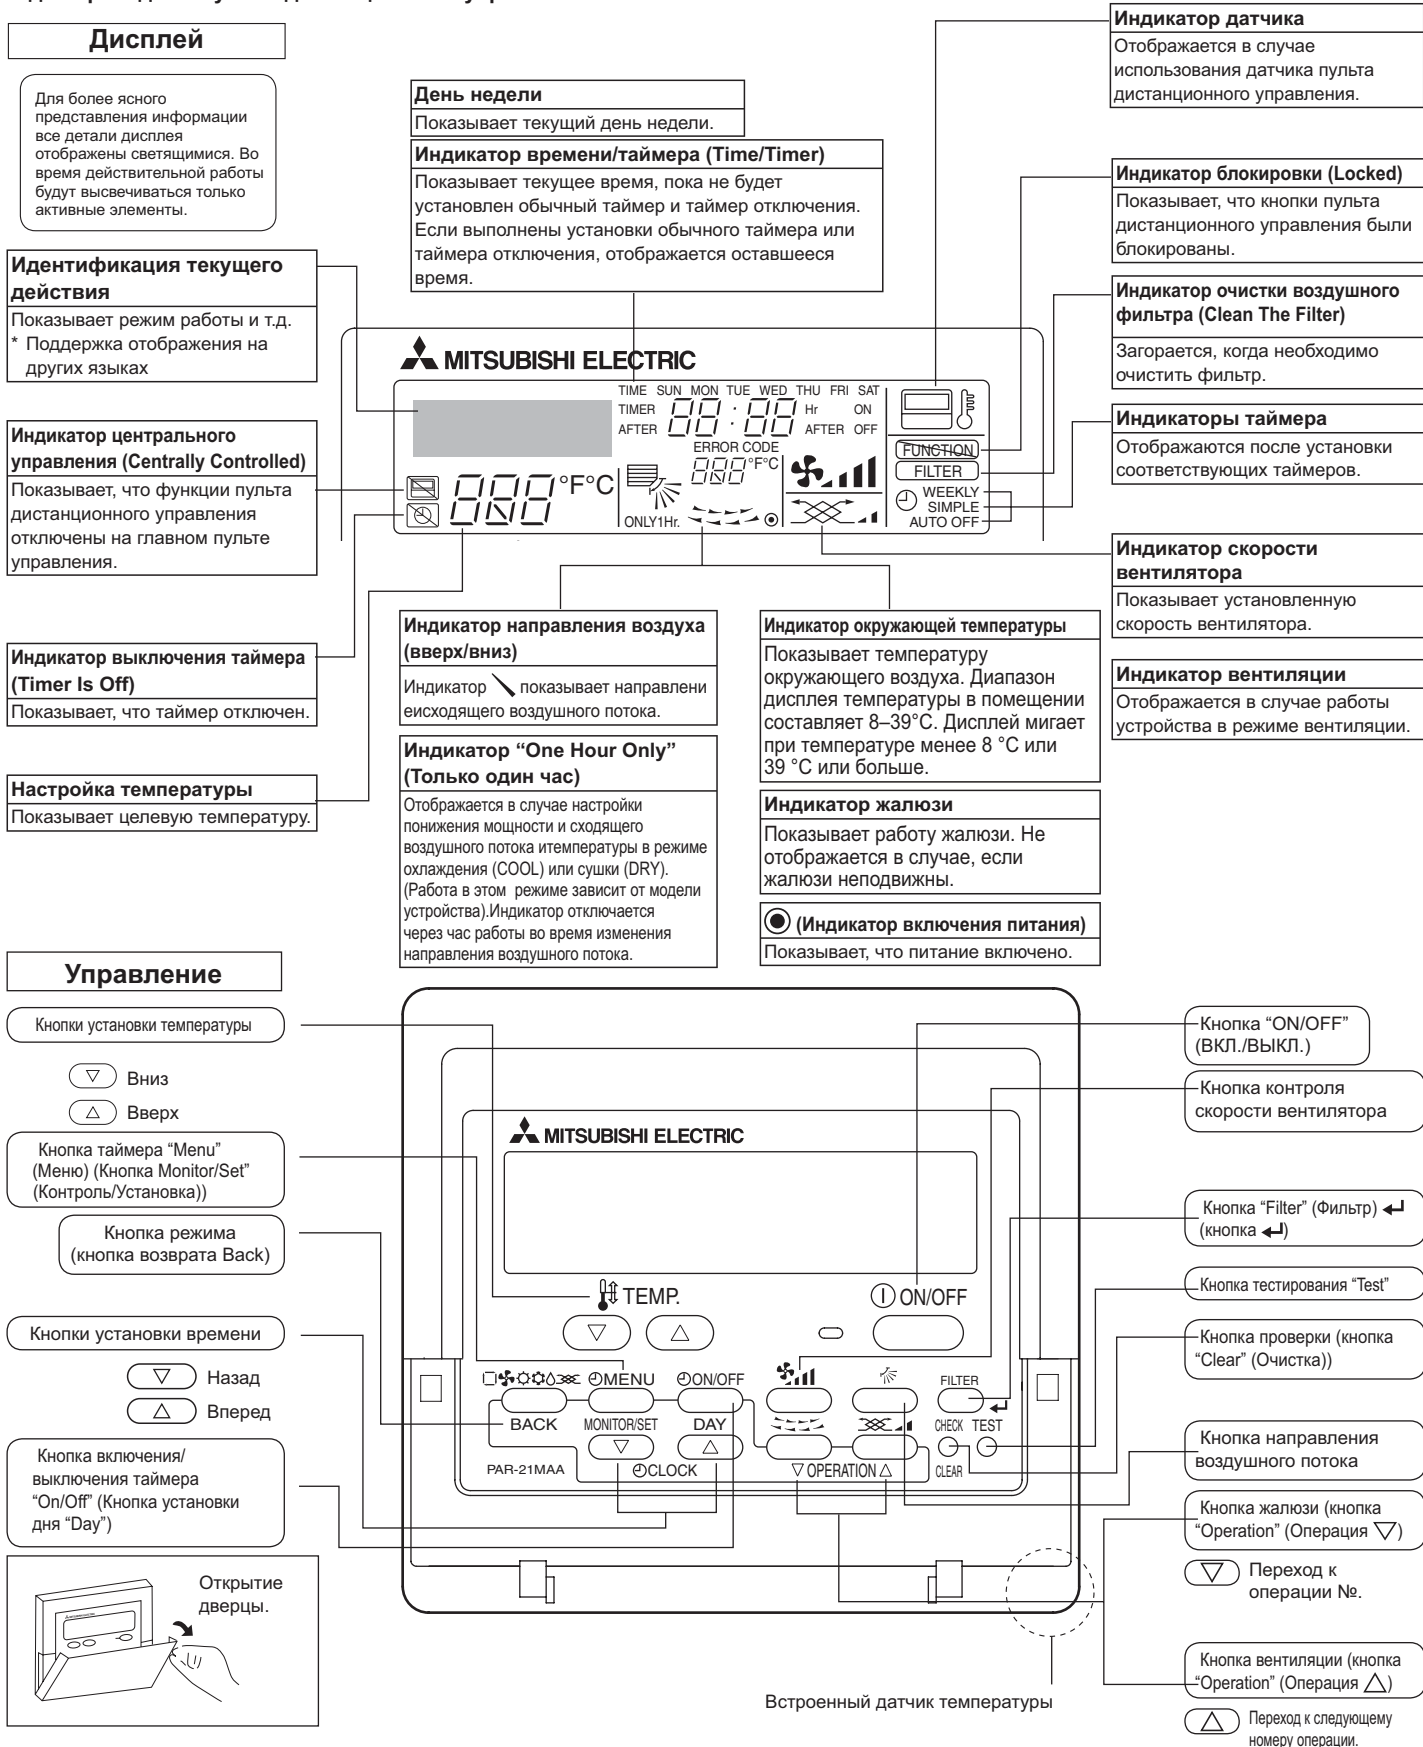 Дисплей
Для более ясного
представления информации
все детали дисплея
отображены светящимися. Во
время действительной работы
будут высвечиваться только
активные элементы.
День недели
Показывает текущий день недели.
Индикатор времени/таймера (Time/Timer)
Показывает текущее время, пока не будет
установлен обычный таймер и таймер отключения.
Если выполнены установки обычного таймера или
таймера отключения, отображается оставшееся
время.
Индикатор датчика
Отображается в случае
использования датчика пульта
дистанционного управления.
Индикатор блокировки (Locked)
Показывает, что кнопки пульта
дистанционного управления были
блокированы.
Индикатор очистки воздушного
фильтра (Clean The Filter)
Загорается, когда необходимо
очистить фильтр.
Индикаторы таймера
Отображаются после установки
соответствующих таймеров.
Индикатор скорости
вентилятора
Показывает установленную
скорость вентилятора.
Индикатор вентиляции
Отображается в случае работы
устройства в режиме вентиляции.
Идентификация текущего
действия
Показывает режим работы и т.д.
* Поддержка отображения на
других языках
Индикатор центрального
управления (Centrally Controlled)
Показывает, что функции пульта
дистанционного управления
отключены на главном пульте
управления.
Индикатор выключения таймера
(Timer Is Off)
Показывает, что таймер отключен.
Настройка температуры
Показывает целевую температуру.
MITSUBISHI ELECTRIC
TIME SUN MON TUE WED THU FRI SAT
TIMER 88:88 Hr ON
AFTER AFTER OFF
ERROR CODE
888 °F°C
888 °F°C
ONLY1Hr.
FUNCTION
FILTER
WEEKLY
SIMPLE
AUTO OFF
Индикатор направления воздуха
(вверх/вниз)
Индикатор показывает направлени
еисходящего воздушного потока.
Индикатор “One Hour Only”
(Только один час)
Отображается в случае настройки
понижения мощности и сходящего
воздушного потока итемпературы в режиме
охлаждения (COOL) или сушки (DRY).
(Работа в этом режиме зависит от модели
устройства).Индикатор отключается
через час работы во время изменения
направления воздушного потока.
Индикатор окружающей температуры
Показывает температуру
окружающего воздуха. Диапазон
дисплея температуры в помещении
составляет 8–39°C. Дисплей мигает
при температуре менее 8 °C или
39 °C или больше.
Индикатор жалюзи
Показывает работу жалюзи. Не
отображается в случае, если
жалюзи неподвижны.
(Индикатор включения питания)
Показывает, что питание включено.
Управление
Кнопки установки температуры
▽ Вниз
△ Вверх
Кнопка таймера “Menu”
(Меню) (Кнопка Monitor/Set”
(Контроль/Установка))
Кнопка режима
(кнопка возврата Back)
Кнопки установки времени
▽ Назад
△ Вперед
Кнопка включения/
выключения таймера
“On/Off” (Кнопка установки
дня “Day”)
Открытие
дверцы.
MITSUBISHI ELECTRIC
TEMP.
ON/OFF
▽ △
MENU ON/OFF FILTER
BACK MONITOR/SET DAY CHECK TEST
▽ △
PAR-21MAA CLOCK ▽ OPERATION △ CLEAR
Кнопка “ON/OFF”
(ВКЛ./ВЫКЛ.)
Кнопка контроля
скорости вентилятора
Кнопка “Filter” (Фильтр) ↵
(кнопка ↵)
Кнопка тестирования “Test”
Кнопка проверки (кнопка
“Clear” (Очистка))
Кнопка направления
воздушного потока
Кнопка жалюзи (кнопка
“Operation” (Операция ▽)
▽ Переход к
операции №.
Кнопка вентиляции (кнопка
“Operation” (Операция △)
△ Переход к следующему
номеру операции.
Встроенный датчик температуры